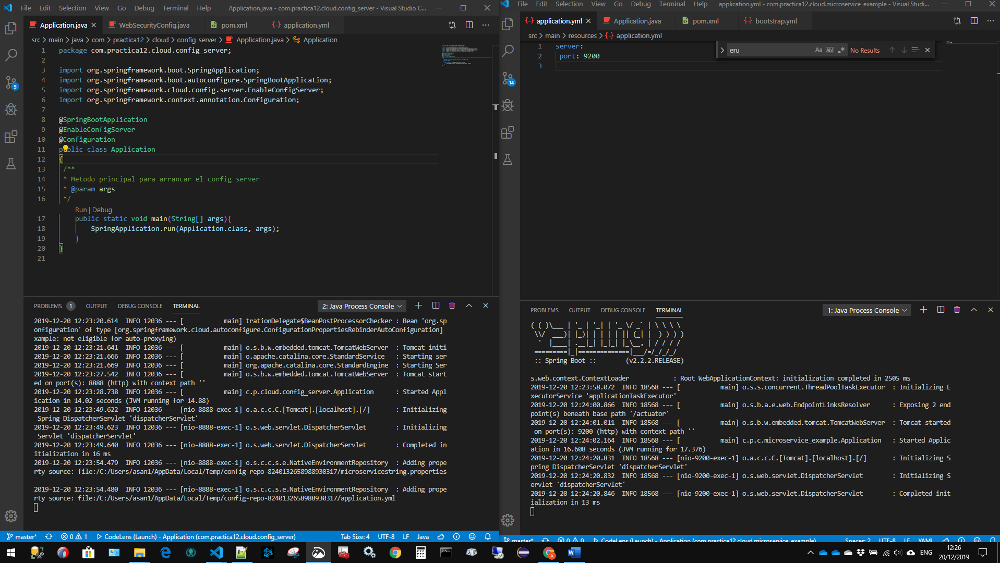 File Edit Selection View Go Debug Terminal Help Application.java - com.practica12.cloud.config_server - Visual Studio C...
Application.java WebSecurityConfig.java pom.xml application.yml
src > main > java > com > practica12 > cloud > config_server > Application.java > Application
1 package com.practica12.cloud.config_server;
2
3 import org.springframework.boot.SpringApplication;
4 import org.springframework.boot.autoconfigure.SpringBootApplication;
5 import org.springframework.cloud.config.server.EnableConfigServer;
6 import org.springframework.context.annotation.Configuration;
7
8 @SpringBootApplication
9 @EnableConfigServer
10 @Configuration
11 public class Application
12 {
13 /**
14 * Metodo principal para arrancar el config server
15 * @param args
16 */
Run | Debug
17 public static void main(String[] args){
18 SpringApplication.run(Application.class, args);
19 }
20 }
21
9
PROBLEMS 1 OUTPUT DEBUG CONSOLE TERMINAL 2: Java Process Console
2019-12-20 12:23:20.614 INFO 12036 --- [ main] trationDelegate$BeanPostProcessorChecker : Bean 'org.sp
onfiguration' of type [org.springframework.cloud.autoconfigure.ConfigurationPropertiesRebinderAutoConfiguration]
xample: not eligible for auto-proxying)
2019-12-20 12:23:21.641 INFO 12036 --- [ main] o.s.b.w.embedded.tomcat.TomcatWebServer : Tomcat initi
2019-12-20 12:23:21.666 INFO 12036 --- [ main] o.apache.catalina.core.StandardService : Starting ser
2019-12-20 12:23:21.669 INFO 12036 --- [ main] org.apache.catalina.core.StandardEngine : Starting Ser
2019-12-20 12:23:27.542 INFO 12036 --- [ main] o.s.b.w.embedded.tomcat.TomcatWebServer : Tomcat start
ed on port(s): 8888 (http) with context path ''
2019-12-20 12:23:28.738 INFO 12036 --- [ main] c.p.cloud.config_server.Application : Started Appl
ication in 14.02 seconds (JVM running for 14.88)
2019-12-20 12:23:49.622 INFO 12036 --- [nio-8888-exec-1] o.a.c.c.C.[Tomcat].[localhost].[/] : Initializing
Spring DispatcherServlet 'dispatcherServlet'
2019-12-20 12:23:49.623 INFO 12036 --- [nio-8888-exec-1] o.s.web.servlet.DispatcherServlet : Initializing
Servlet 'dispatcherServlet'
2019-12-20 12:23:49.640 INFO 12036 --- [nio-8888-exec-1] o.s.web.servlet.DispatcherServlet : Completed in
itialization in 16 ms
2019-12-20 12:23:54.479 INFO 12036 --- [nio-8888-exec-1] o.s.c.c.s.e.NativeEnvironmentRepository : Adding prope
rty source: file:/C:/Users/asan1/AppData/Local/Temp/config-repo-8240132658988930317/microservicestring.properties
2019-12-20 12:23:54.480 INFO 12036 --- [nio-8888-exec-1] o.s.c.c.s.e.NativeEnvironmentRepository : Adding prope
rty source: file:/C:/Users/asan1/AppData/Local/Temp/config-repo-8240132658988930317/application.yml
master* 0 1 CodeLens (Launch) - Application (com.practica12.cloud.config_server) Tab Size: 4 UTF-8 LF Java
File Edit Selection View Go Debug Terminal Help application.yml - com.practica12.cloud.microservice_example - Visual Studi...
application.yml Application.java pom.xml bootstrap.yml
src > main > resources > application.yml
1 server:
2 port: 9200
3
eru Aa Abl .* No Results
14
PROBLEMS OUTPUT DEBUG CONSOLE TERMINAL 1: Java Process Console
( ( )\___ | '_ | '_| | '_ \/ _` | \ \ \ \
\\/ ___)| |_)| | | | | || (_| | ) ) ) )
' |____| .__|_| |_|_| |_\__, | / / / /
=========|_|==============|___/=/_/_/_/
:: Spring Boot :: (v2.2.2.RELEASE)
s.web.context.ContextLoader : Root WebApplicationContext: initialization completed in 2505 ms
2019-12-20 12:23:58.072 INFO 18568 --- [ main] o.s.s.concurrent.ThreadPoolTaskExecutor : Initializing E
xecutorService 'applicationTaskExecutor'
2019-12-20 12:24:00.866 INFO 18568 --- [ main] o.s.b.a.e.web.EndpointLinksResolver : Exposing 2 end
point(s) beneath base path '/actuator'
2019-12-20 12:24:01.011 INFO 18568 --- [ main] o.s.b.w.embedded.tomcat.TomcatWebServer : Tomcat started
on port(s): 9200 (http) with context path ''
2019-12-20 12:24:02.164 INFO 18568 --- [ main] c.p.c.microservice_example.Application : Started Applic
ation in 16.608 seconds (JVM running for 17.376)
2019-12-20 12:24:20.831 INFO 18568 --- [nio-9200-exec-1] o.a.c.c.C.[Tomcat].[localhost].[/] : Initializing S
pring DispatcherServlet 'dispatcherServlet'
2019-12-20 12:24:20.832 INFO 18568 --- [nio-9200-exec-1] o.s.web.servlet.DispatcherServlet : Initializing S
ervlet 'dispatcherServlet'
2019-12-20 12:24:20.846 INFO 18568 --- [nio-9200-exec-1] o.s.web.servlet.DispatcherServlet : Completed init
ialization in 13 ms
master* 0 0 CodeLens (Launch) - Application (com.practica12.cloud.microservice_example) Spaces: 2 UTF-8 LF YAML
ENG 12:26
20/12/2019